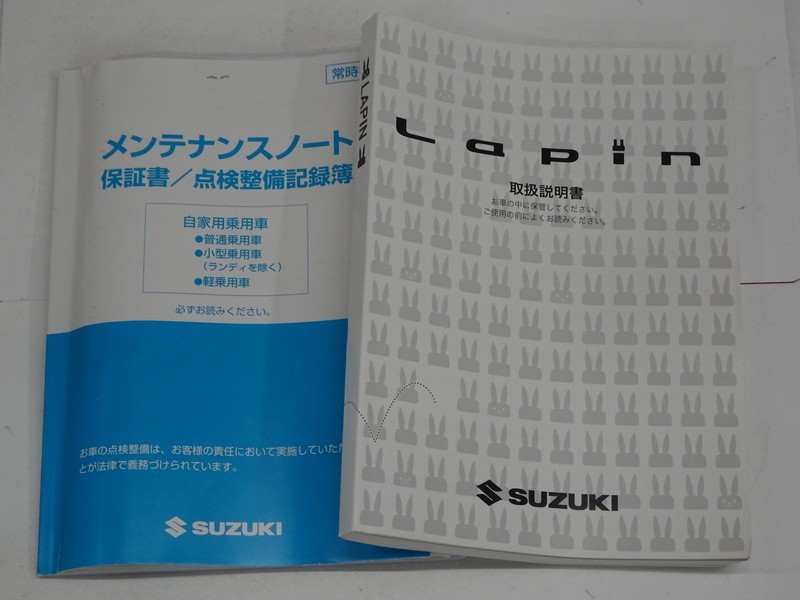 常時
メンテナンスノート
保証書／点検整備記録簿
自家用乗用車
●普通乗用車
●小型乗用車
（ランディを除く）
●軽乗用車
必ずお読みください。
お車の点検整備は、お客様の責任において実施していただ
とが法律で義務づけられています。
SUZUKI
LAPIN
Lapin
取扱説明書
お車の中に保管してください。
ご使用の前によくお読みください。
SUZUKI